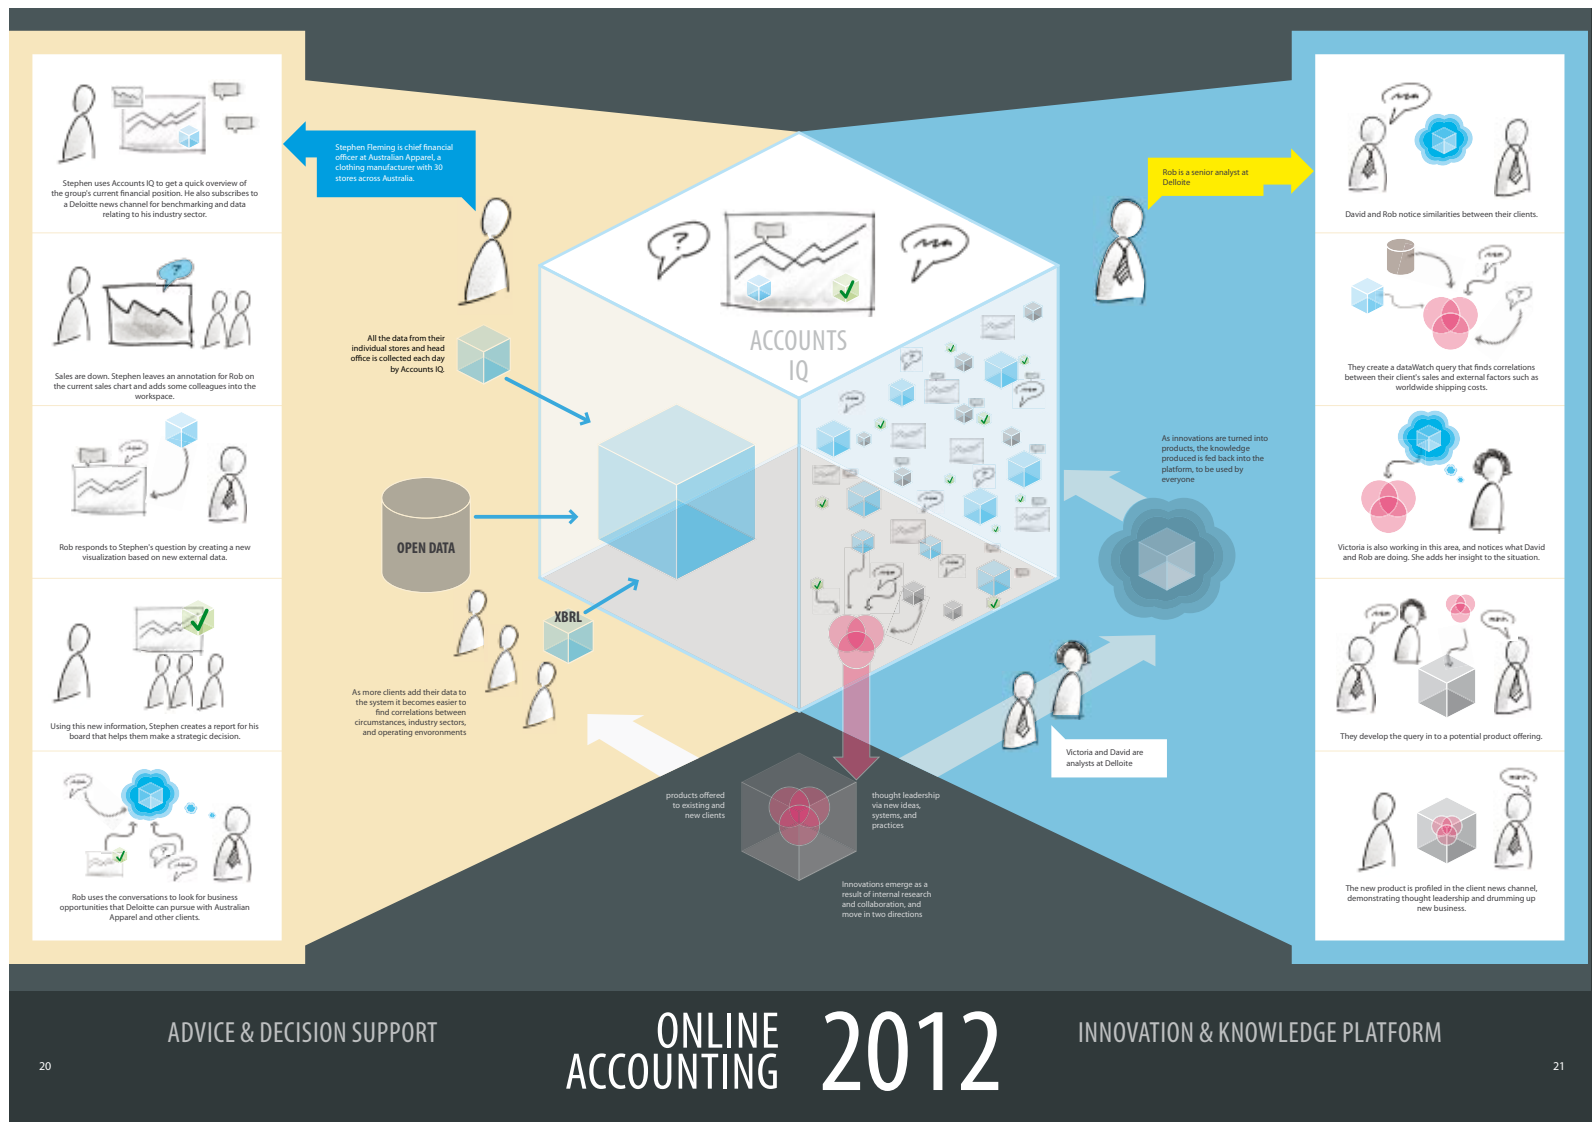 Stephen uses Accounts IQ to get a quick overview of
the group's current financial position. He also subscribes to
a Deloitte news channel for benchmarking and data
relating to his industry sector.
Sales are down. Stephen leaves an annotation for Rob on
the current sales chart and adds some colleagues into the
workspace.
Rob responds to Stephen's question by creating a new
visualization based on new external data.
Using this new information, Stephen creates a report for his
board that helps them make a strategic decision.
Rob uses the conversations to look for business
opportunities that Deloitte can pursue with Australian
Apparel and other clients.
Stephen Fleming is chief financial
officer at Australian Apparel, a
clothing manufacturer with 30
stores across Australia.
All the data from their
individual stores and head
office is collected each day
by Accounts IQ.
OPEN DATA
XBRL
As more clients add their data to
the system it becomes easier to
find correlations between
circumstances, industry sectors,
and operating envoronments
?
ACCOUNTS
IQ
products offered
to existing and
new clients
thought leadership
via new ideas,
systems, and
practices
Innovations emerge as a
result of internal research
and collaboration, and
move in two directions
Rob is a senior analyst at
Delloite
As innovations are turned into
products, the knowledge
produced is fed back into the
platform, to be used by
everyone
Victoria and David are
analysts at Delloite
David and Rob notice similarities between their clients.
They create a dataWatch query that finds correlations
between their client's sales and external factors such as
worldwide shipping costs.
Victoria is also working in this area, and notices what David
and Rob are doing. She adds her insight to the situation.
They develop the query in to a potential product offering.
The new product is profiled in the client news channel,
demonstrating thought leadership and drumming up
new business.
ADVICE & DECISION SUPPORT
ONLINE
ACCOUNTING
2012
INNOVATION & KNOWLEDGE PLATFORM
20
21